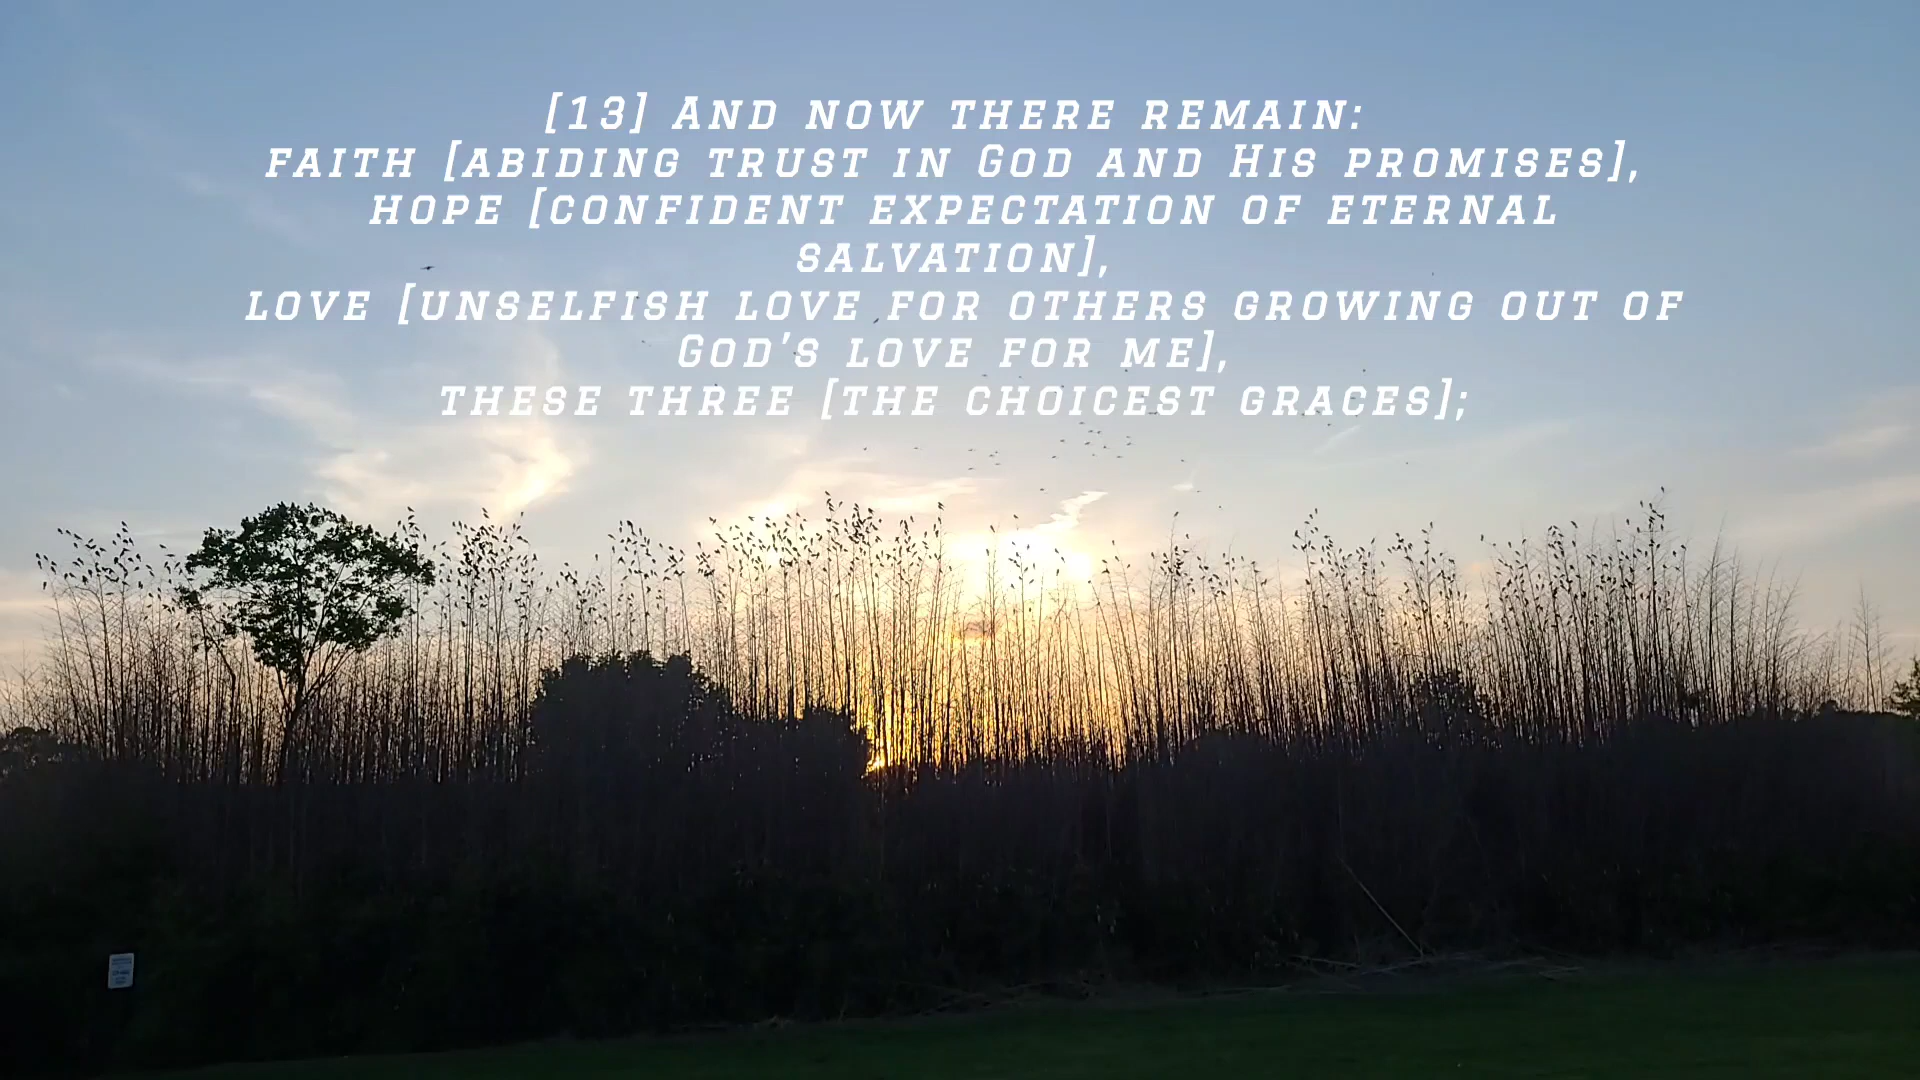 [13] And now there remain:
faith [abiding trust in God and His promises],
hope [confident expectation of eternal
salvation],
love [unselfish love for others growing out of
God's love for me],
these three [the choicest graces];